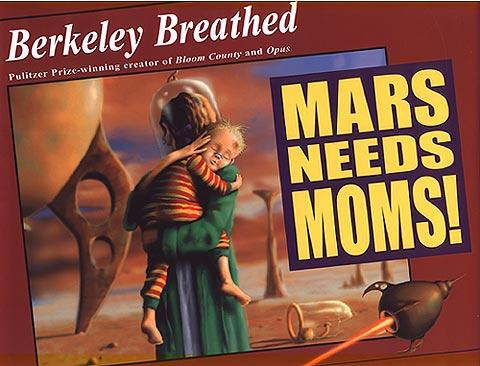 Berkeley Breathed
Pulitzer Prize-winning creator of Bloom County and Opus
MARS
NEEDS
MOMS!